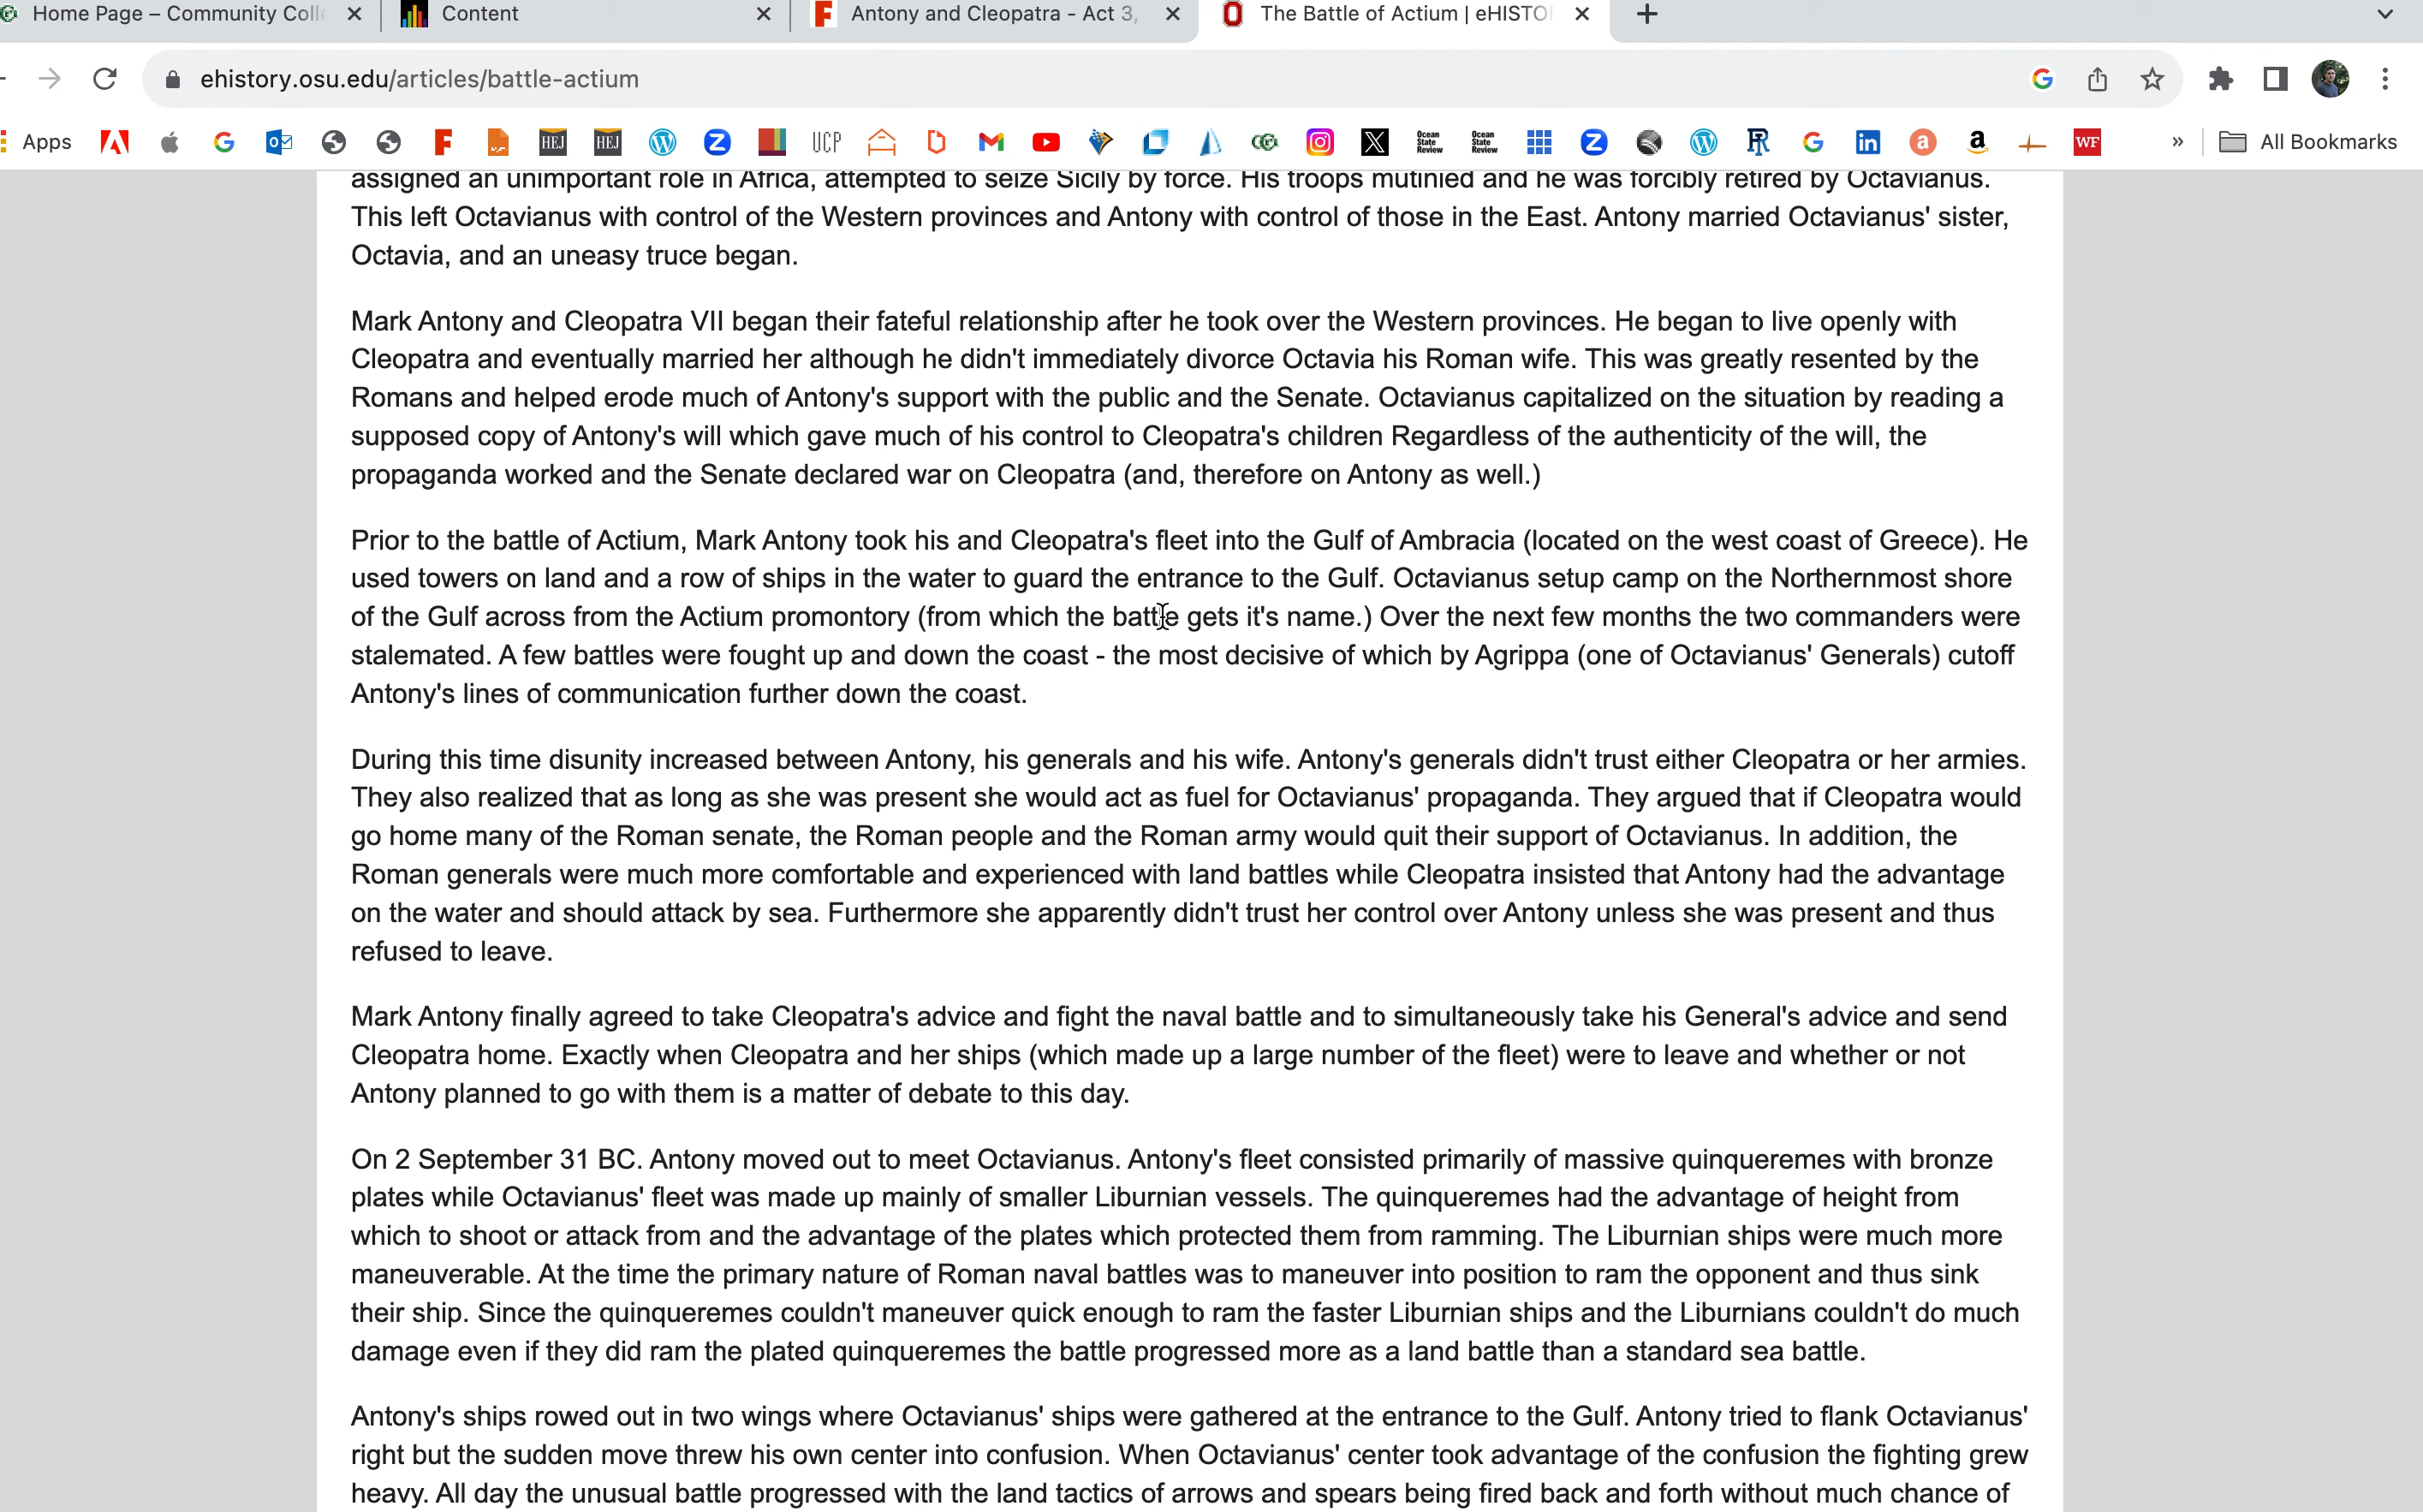 Home Page – Community Colle
Content
Antony and Cleopatra - Act 3,
The Battle of Actium | eHISTO
ehistory.osu.edu/articles/battle-actium
Apps
HEJ
HEJ
UCP
Ocean State Review
Ocean State Review
WF
All Bookmarks
assigned an unimportant role in Africa, attempted to seize Sicily by force. His troops mutinied and he was forcibly retired by Octavianus.
This left Octavianus with control of the Western provinces and Antony with control of those in the East. Antony married Octavianus' sister,
Octavia, and an uneasy truce began.
Mark Antony and Cleopatra VII began their fateful relationship after he took over the Western provinces. He began to live openly with
Cleopatra and eventually married her although he didn't immediately divorce Octavia his Roman wife. This was greatly resented by the
Romans and helped erode much of Antony's support with the public and the Senate. Octavianus capitalized on the situation by reading a
supposed copy of Antony's will which gave much of his control to Cleopatra's children Regardless of the authenticity of the will, the
propaganda worked and the Senate declared war on Cleopatra (and, therefore on Antony as well.)
Prior to the battle of Actium, Mark Antony took his and Cleopatra's fleet into the Gulf of Ambracia (located on the west coast of Greece). He
used towers on land and a row of ships in the water to guard the entrance to the Gulf. Octavianus setup camp on the Northernmost shore
of the Gulf across from the Actium promontory (from which the battle gets it's name.) Over the next few months the two commanders were
stalemated. A few battles were fought up and down the coast - the most decisive of which by Agrippa (one of Octavianus' Generals) cutoff
Antony's lines of communication further down the coast.
During this time disunity increased between Antony, his generals and his wife. Antony's generals didn't trust either Cleopatra or her armies.
They also realized that as long as she was present she would act as fuel for Octavianus' propaganda. They argued that if Cleopatra would
go home many of the Roman senate, the Roman people and the Roman army would quit their support of Octavianus. In addition, the
Roman generals were much more comfortable and experienced with land battles while Cleopatra insisted that Antony had the advantage
on the water and should attack by sea. Furthermore she apparently didn't trust her control over Antony unless she was present and thus
refused to leave.
Mark Antony finally agreed to take Cleopatra's advice and fight the naval battle and to simultaneously take his General's advice and send
Cleopatra home. Exactly when Cleopatra and her ships (which made up a large number of the fleet) were to leave and whether or not
Antony planned to go with them is a matter of debate to this day.
On 2 September 31 BC. Antony moved out to meet Octavianus. Antony's fleet consisted primarily of massive quinqueremes with bronze
plates while Octavianus' fleet was made up mainly of smaller Liburnian vessels. The quinqueremes had the advantage of height from
which to shoot or attack from and the advantage of the plates which protected them from ramming. The Liburnian ships were much more
maneuverable. At the time the primary nature of Roman naval battles was to maneuver into position to ram the opponent and thus sink
their ship. Since the quinqueremes couldn't maneuver quick enough to ram the faster Liburnian ships and the Liburnians couldn't do much
damage even if they did ram the plated quinqueremes the battle progressed more as a land battle than a standard sea battle.
Antony's ships rowed out in two wings where Octavianus' ships were gathered at the entrance to the Gulf. Antony tried to flank Octavianus'
right but the sudden move threw his own center into confusion. When Octavianus' center took advantage of the confusion the fighting grew
heavy. All day the unusual battle progressed with the land tactics of arrows and spears being fired back and forth without much chance of